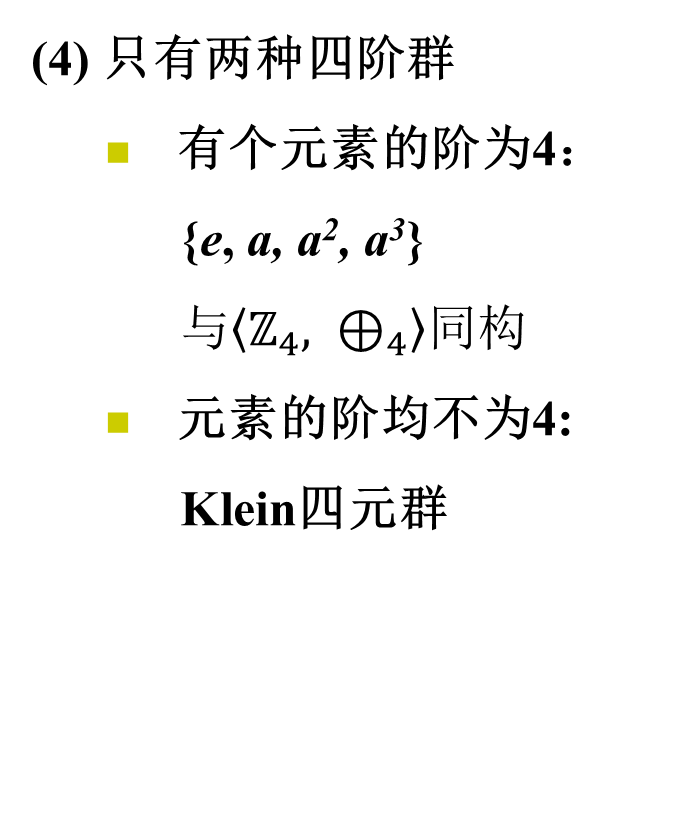 (4) 只有两种四阶群
■ 有个元素的阶为4：
{e, a, a², a³}
与⟨ℤ₄, ⊕₄⟩同构
■ 元素的阶均不为4:
Klein四元群